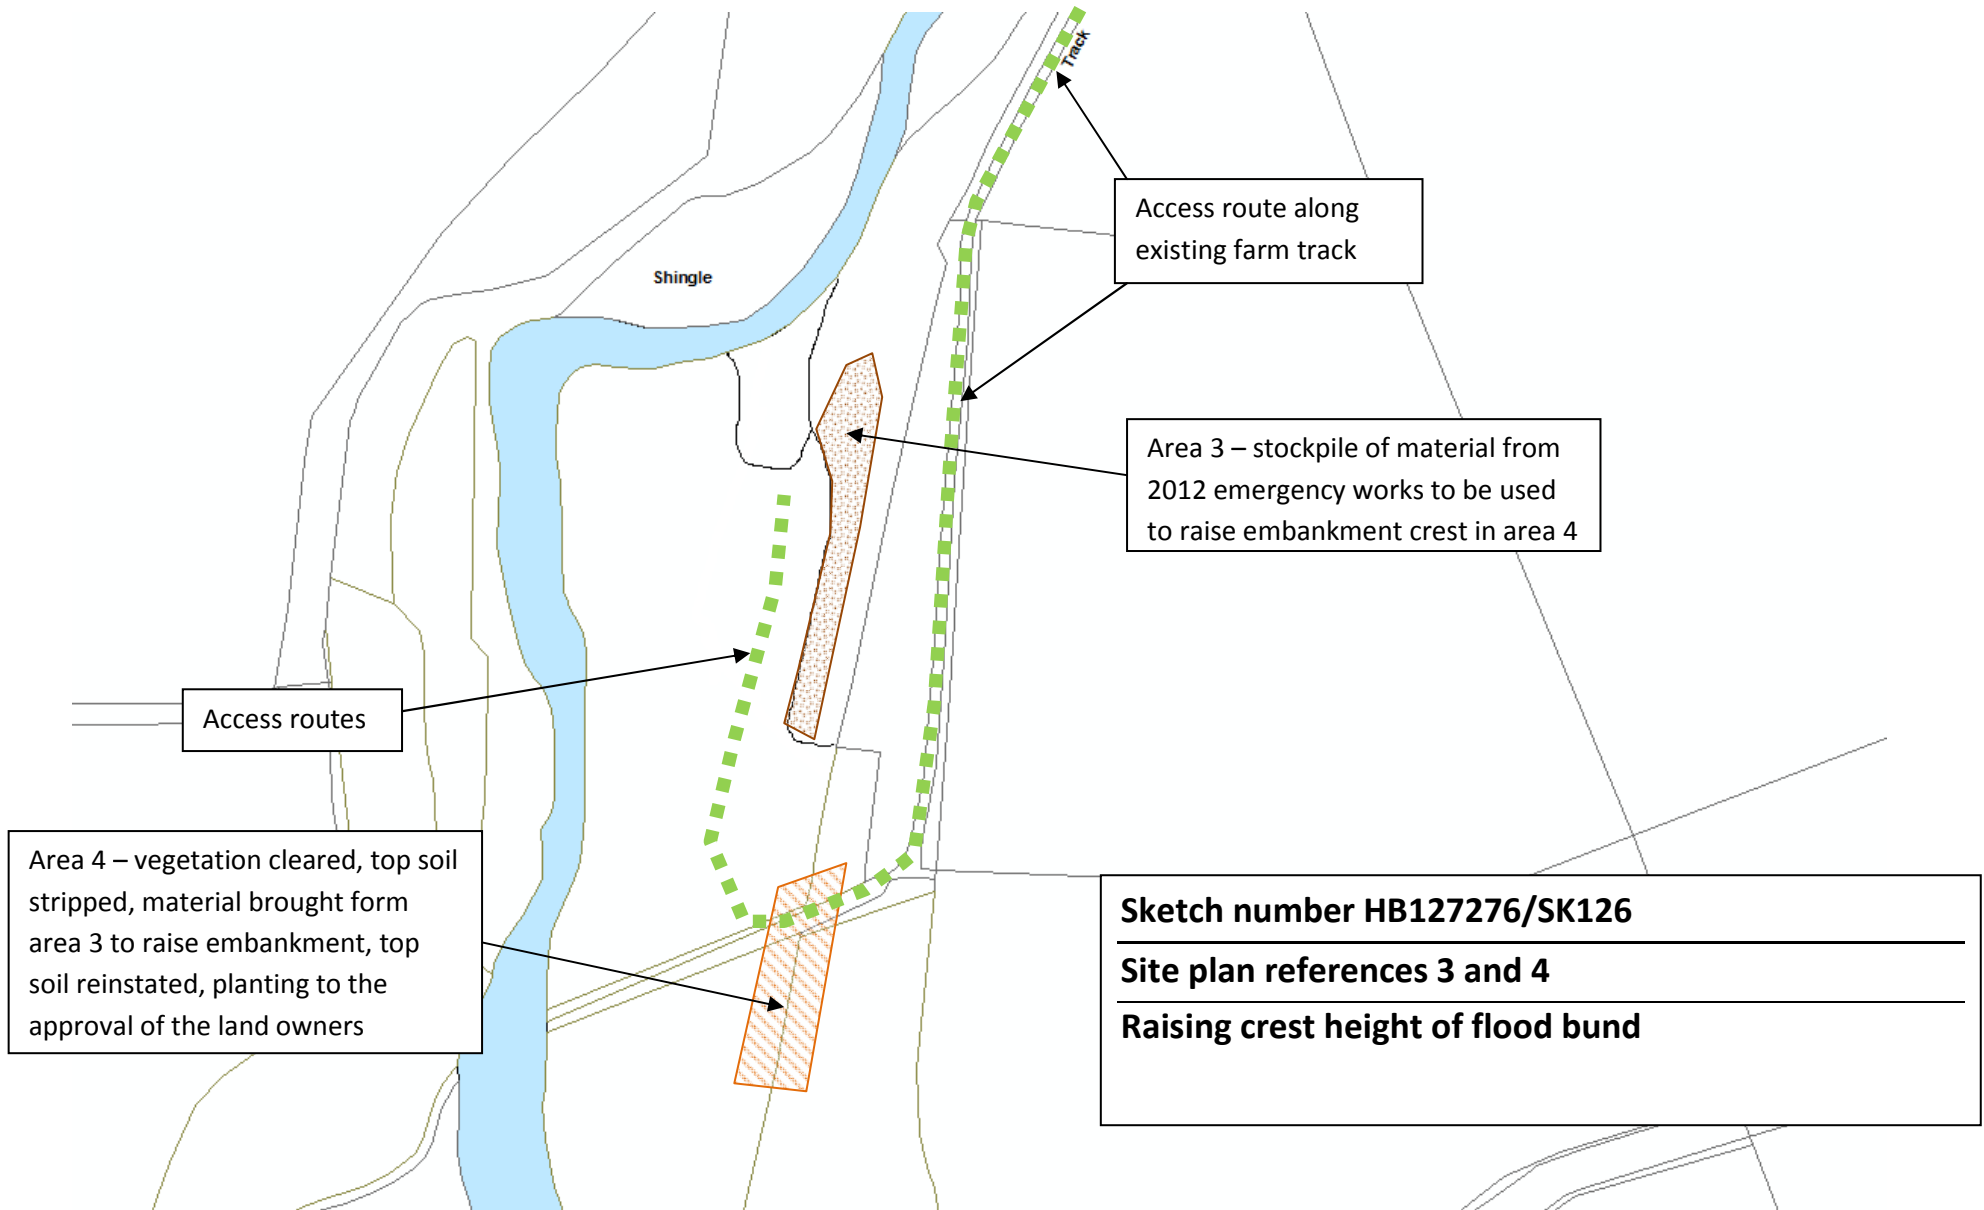 Track
Access route along
existing farm track
Shingle
Area 3 – stockpile of material from
2012 emergency works to be used
to raise embankment crest in area 4
Access routes
Area 4 – vegetation cleared, top soil
stripped, material brought form
area 3 to raise embankment, top
soil reinstated, planting to the
approval of the land owners
Sketch number HB127276/SK126
Site plan references 3 and 4
Raising crest height of flood bund